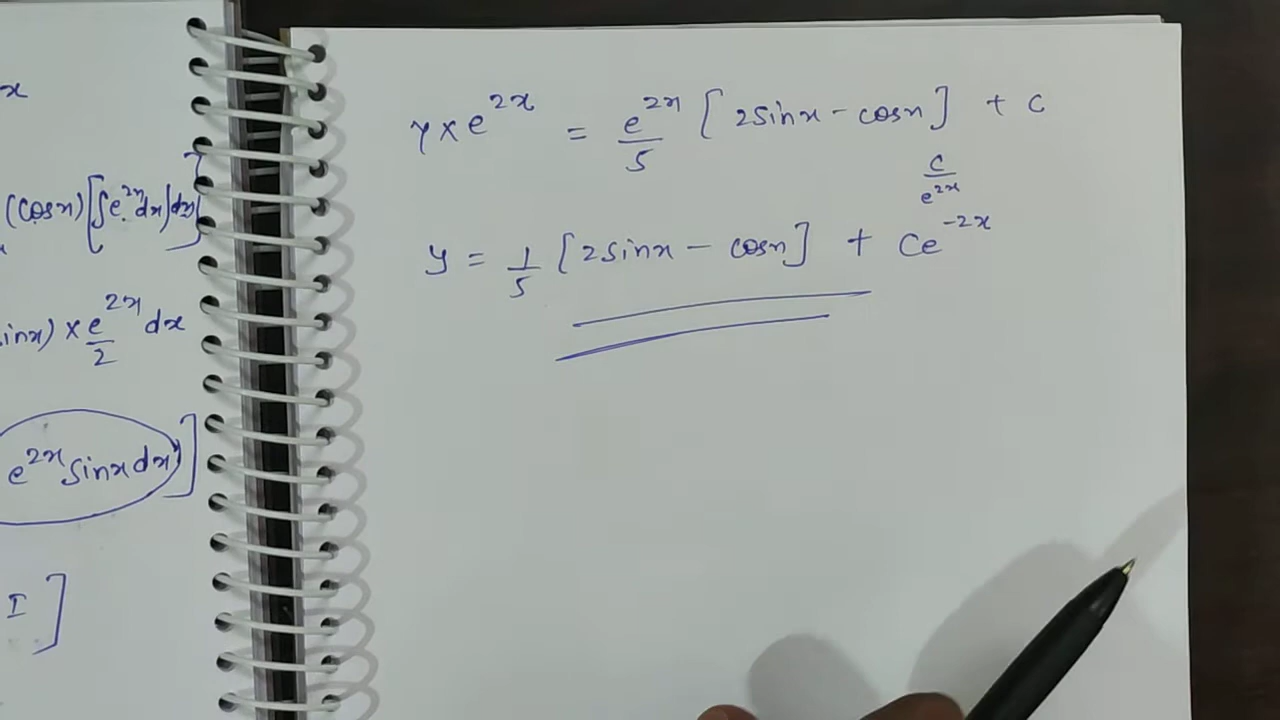 x
(cosx)[∫e^{2x}dx]dx]
sinx) × e^{2x}/2 dx
e^{2x} sinx dx)]
I ]
y × e^{2x} = e^{2x}/5 [2sinx - cosx] + c
c/e^{2x}
y = 1/5 [2sinx - cosx] + ce^{-2x}